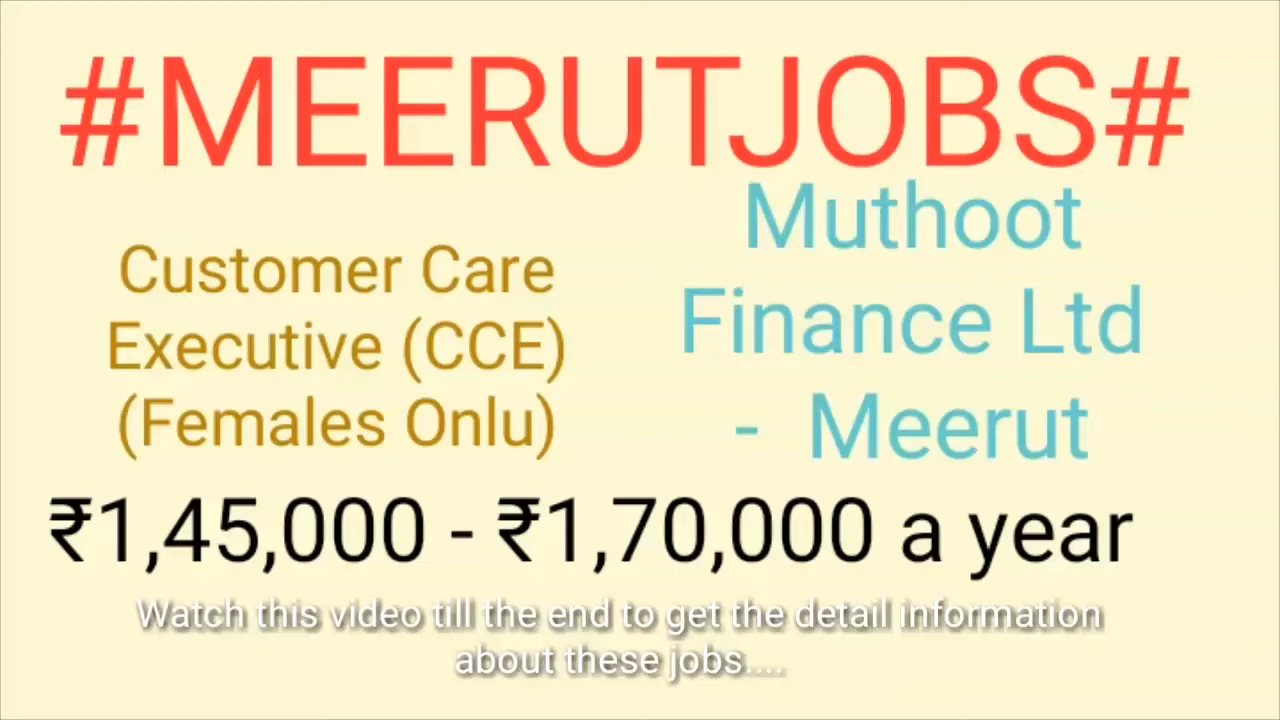 #MEERUTJOBS#
Customer Care
Executive (CCE)
(Females Onlu)
Muthoot
Finance Ltd
- Meerut
₹1,45,000 - ₹1,70,000 a year
Watch this video till the end to get the detail information
about these jobs....